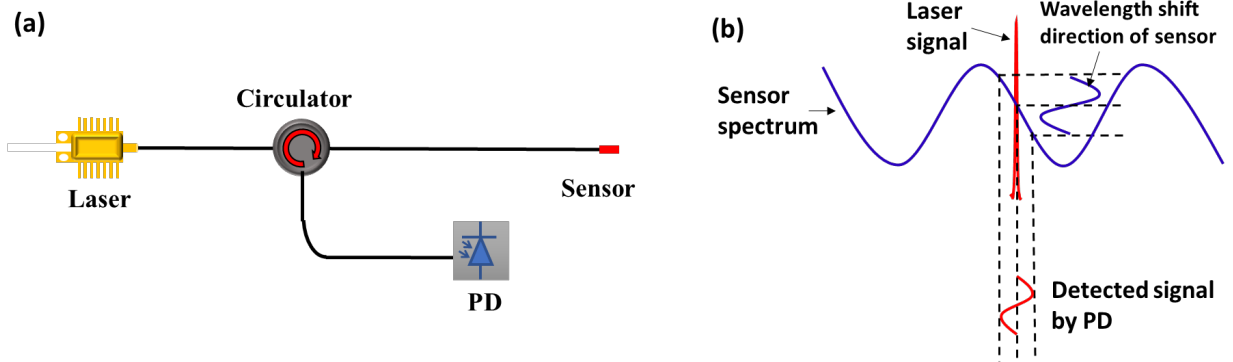 (a)
Circulator
Laser
Sensor
PD
(b)
Laser
signal
Wavelength shift
direction of sensor
Sensor
spectrum
Detected signal
by PD